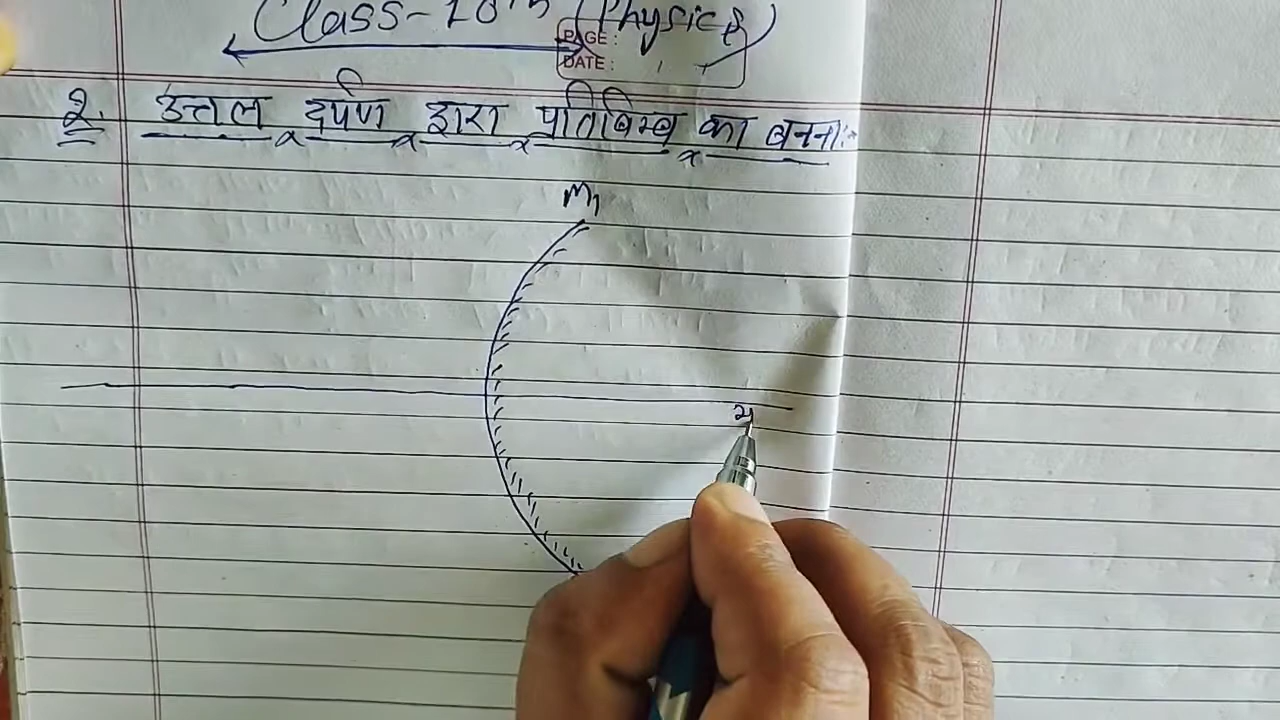 Class-10th (Physics)
PAGE :
DATE :
2. उत्तल दर्पण द्वारा प्रतिबिम्ब का बनना:-
M1